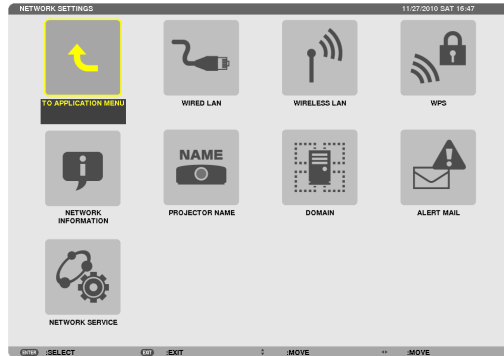 NETWORK SETTINGS 11/27/2010 SAT 16:47
TO APPLICATION MENU WIRED LAN WIRELESS LAN WPS
NAME
NETWORK INFORMATION PROJECTOR NAME DOMAIN ALERT MAIL
NETWORK SERVICE
ENTER :SELECT EXIT :EXIT :MOVE :MOVE